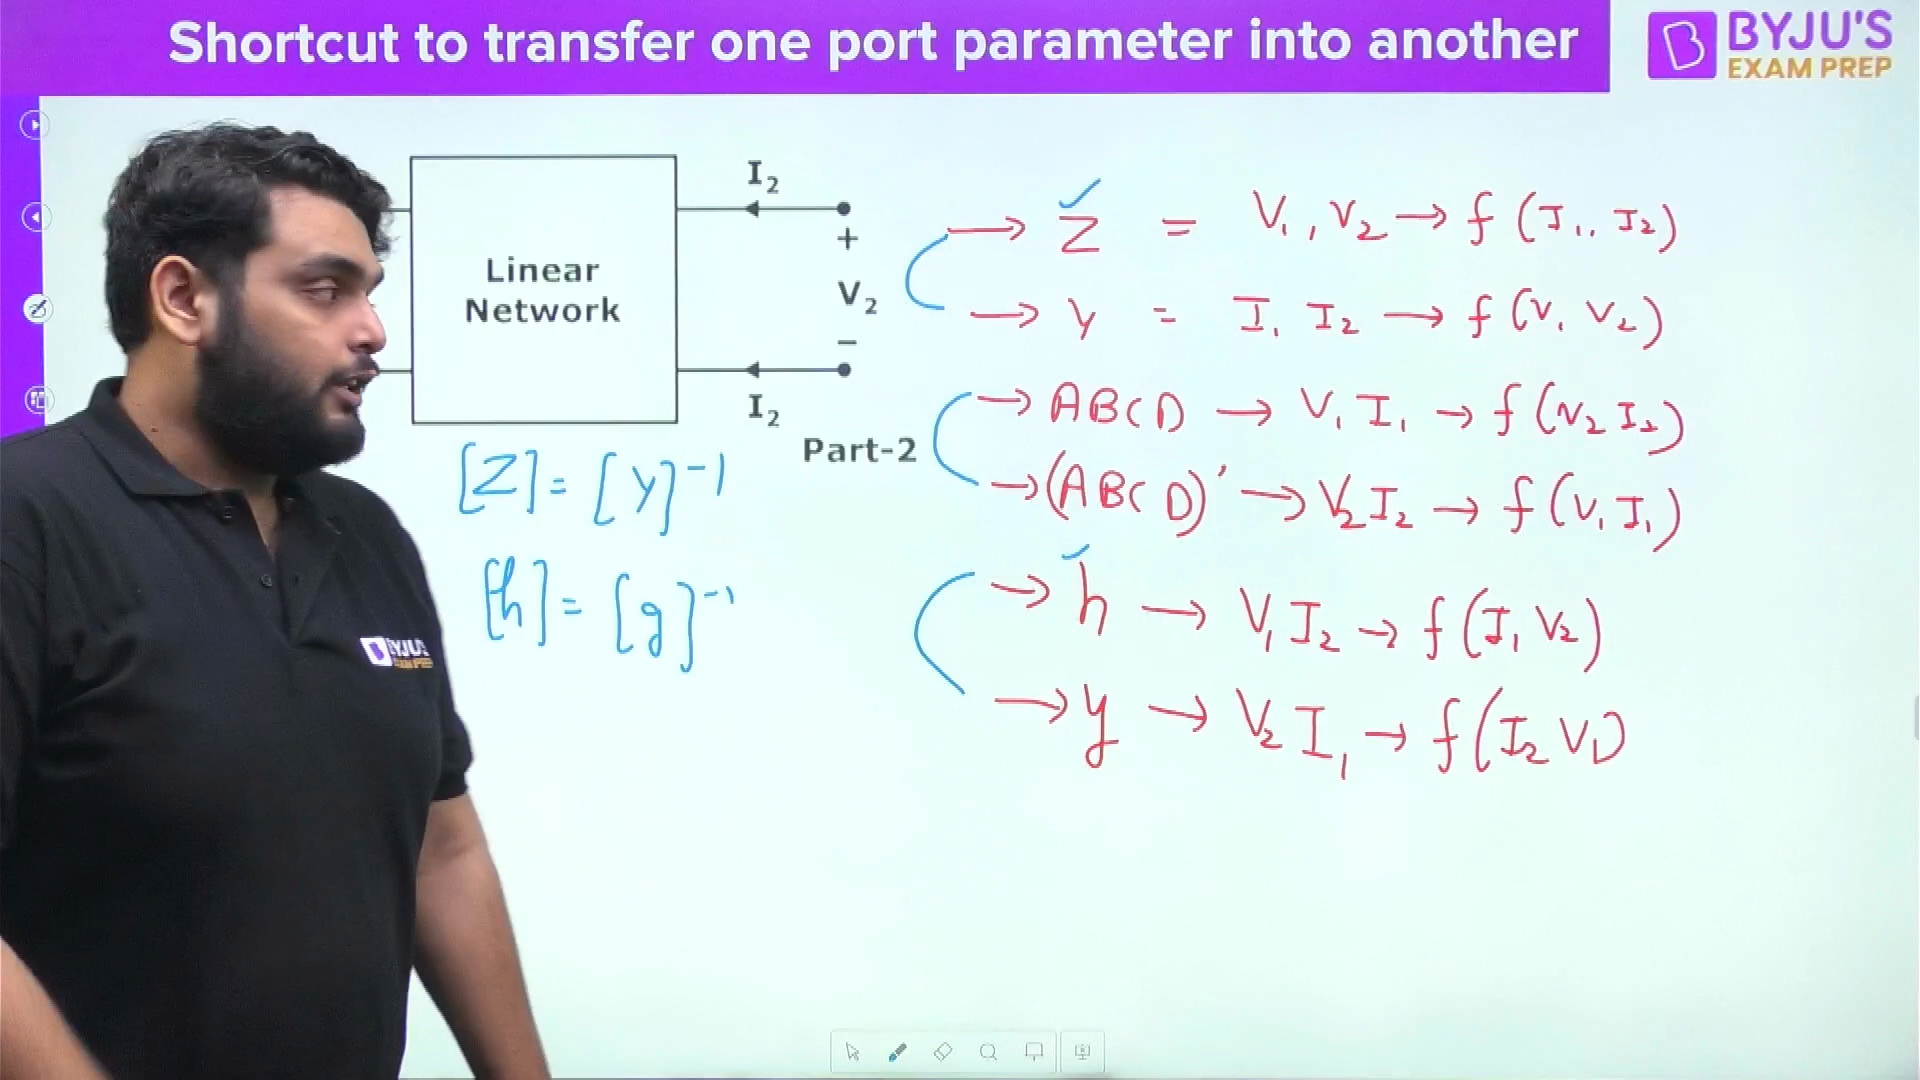 Shortcut to transfer one port parameter into another
BYJU'S
EXAM PREP
I₂
+
V₂
−
I₂
Linear
Network
Part-2
→ Z = V₁, V₂ → f (I₁, I₂)
→ Y = I₁ I₂ → f (V₁ V₂)
→ ABCD → V₁ I₁ → f (V₂ I₂)
→ (ABCD)' → V₂ I₂ → f (V₁ I₁)
→ h → V₁ I₂ → f (I₁ V₂)
→ g → V₂ I₁ → f (I₂ V₁)
[Z] = [Y]⁻¹
[h] = [g]⁻¹
BYJU'S
EXAM PREP